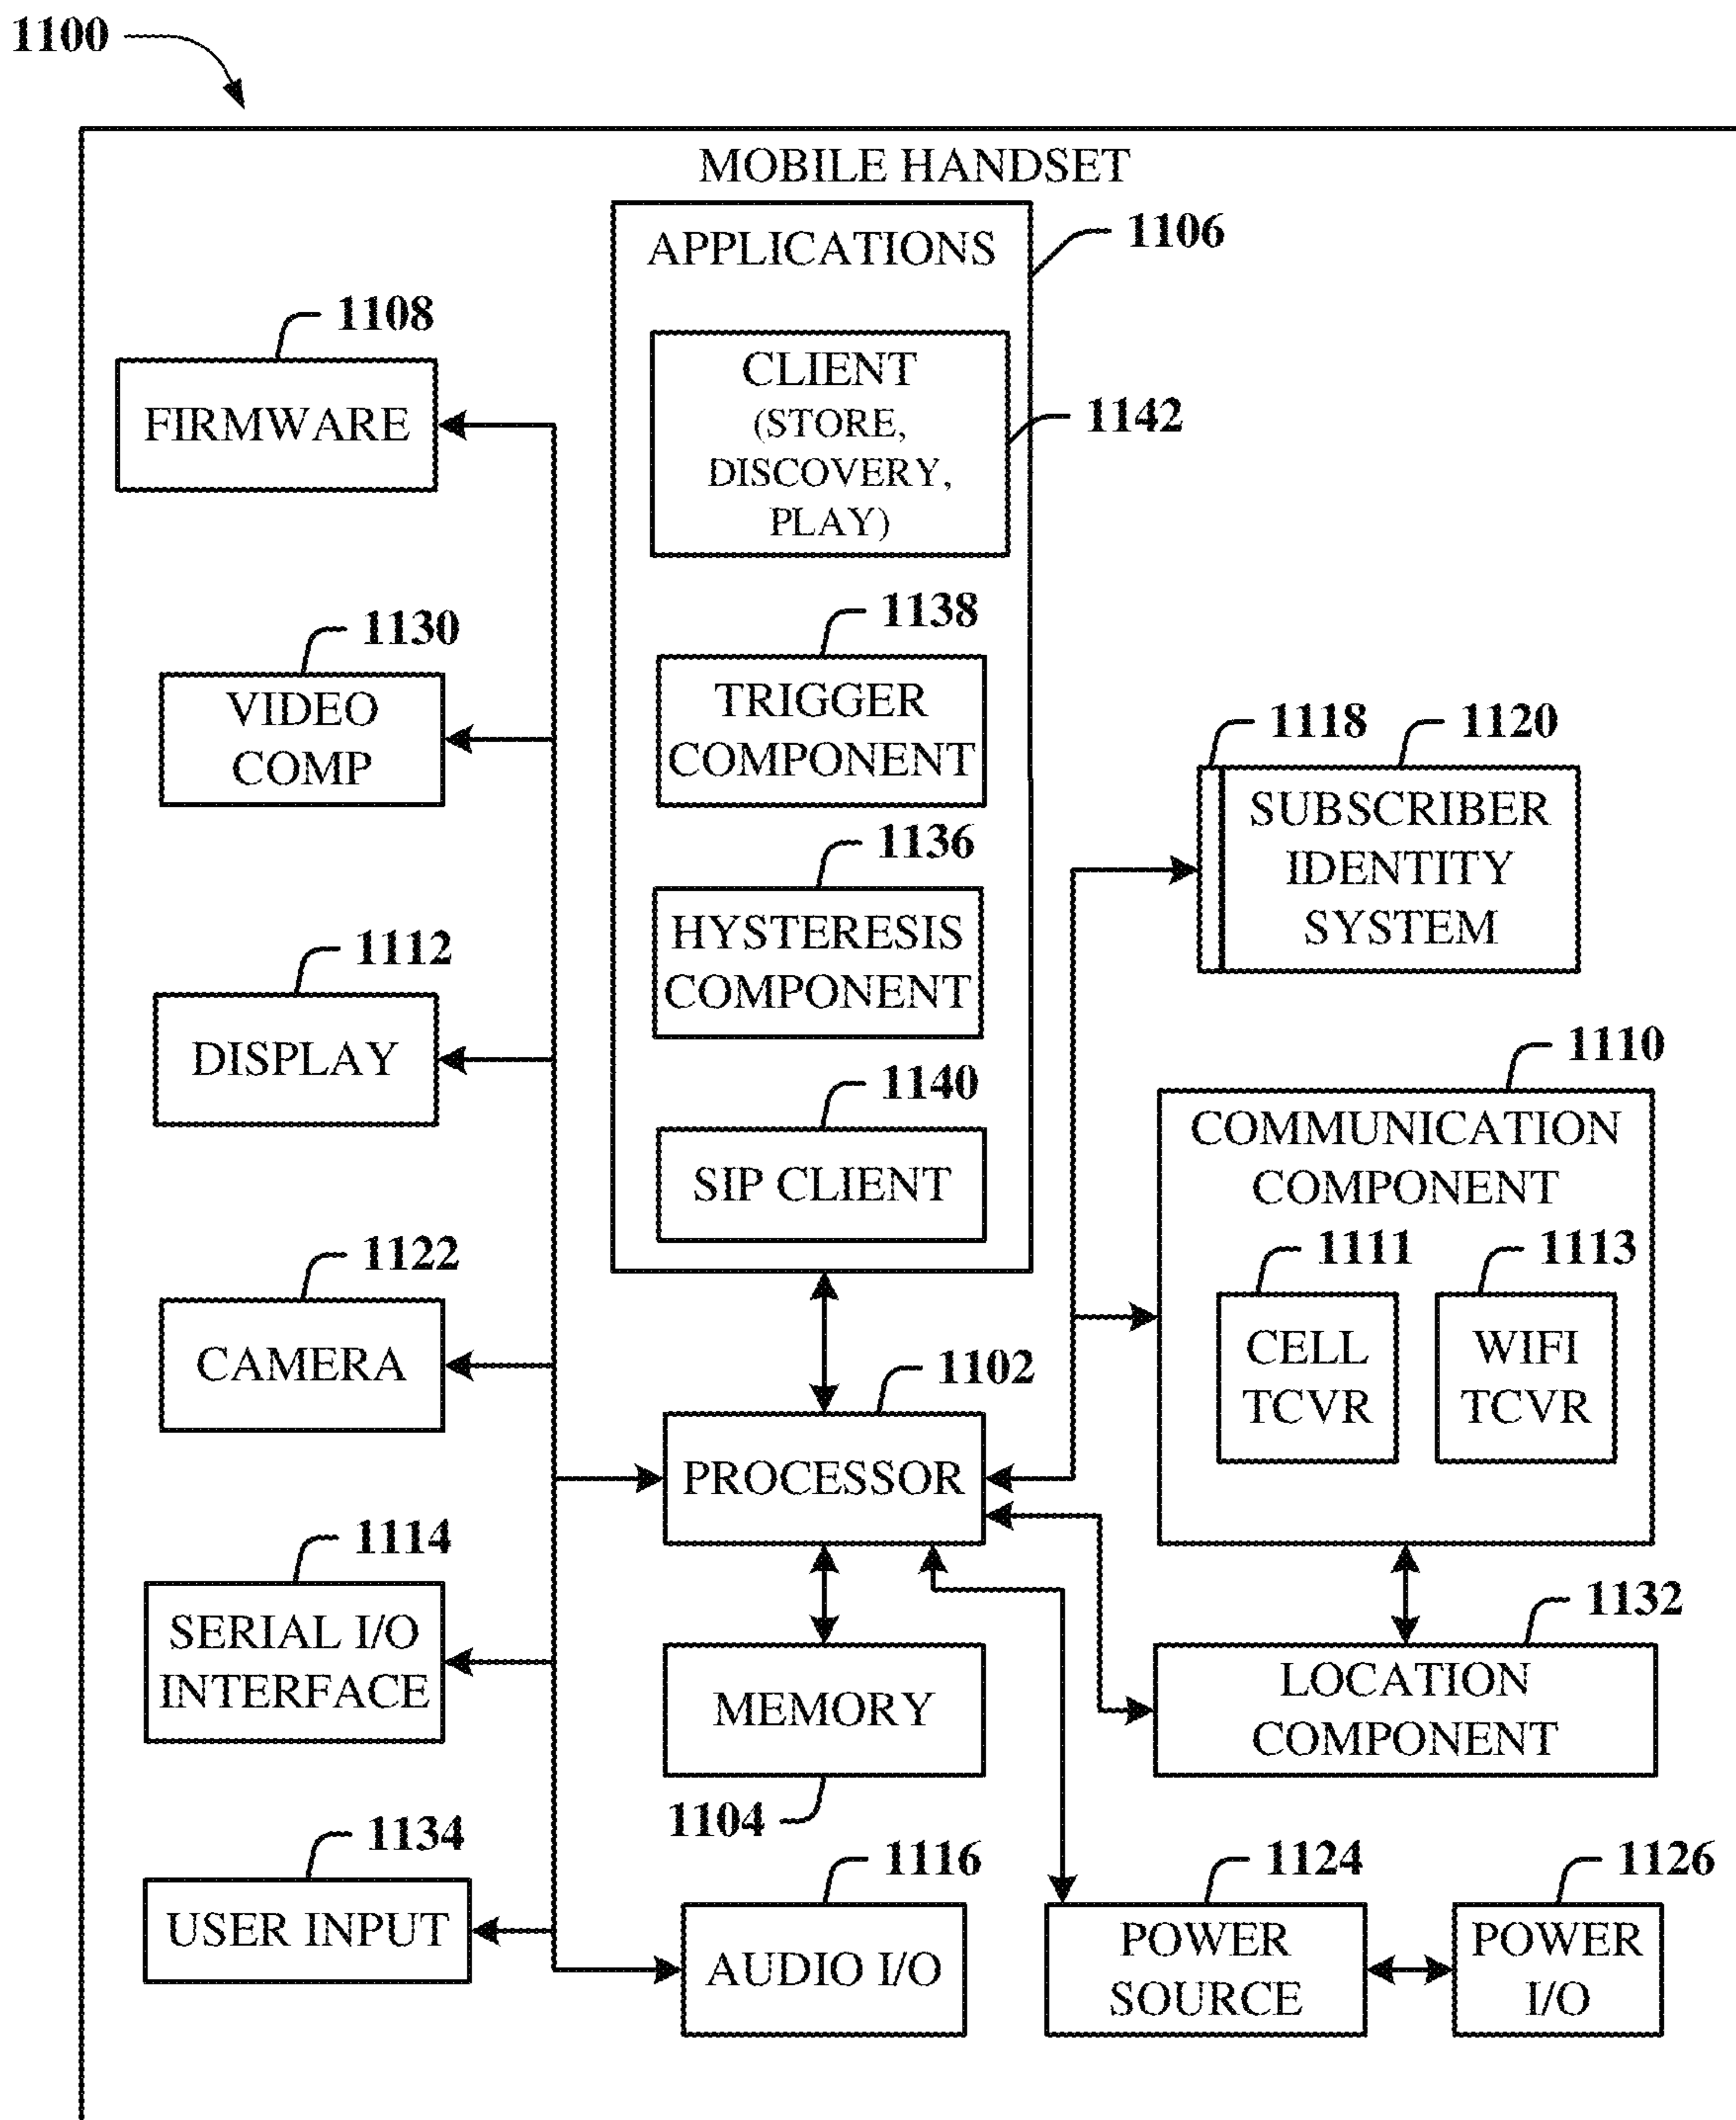 1100
MOBILE HANDSET
1106
APPLICATIONS
1108
FIRMWARE
CLIENT
(STORE,
DISCOVERY,
PLAY)
1142
1130
VIDEO
COMP
1138
TRIGGER
COMPONENT
1118
1120
SUBSCRIBER
IDENTITY
SYSTEM
1136
HYSTERESIS
COMPONENT
1112
DISPLAY
1140
SIP CLIENT
1110
COMMUNICATION
COMPONENT
1111
CELL
TCVR
1113
WIFI
TCVR
1122
CAMERA
1102
PROCESSOR
1114
SERIAL I/O
INTERFACE
MEMORY
1104
1132
LOCATION
COMPONENT
1134
USER INPUT
1116
AUDIO I/O
1124
POWER
SOURCE
1126
POWER
I/O